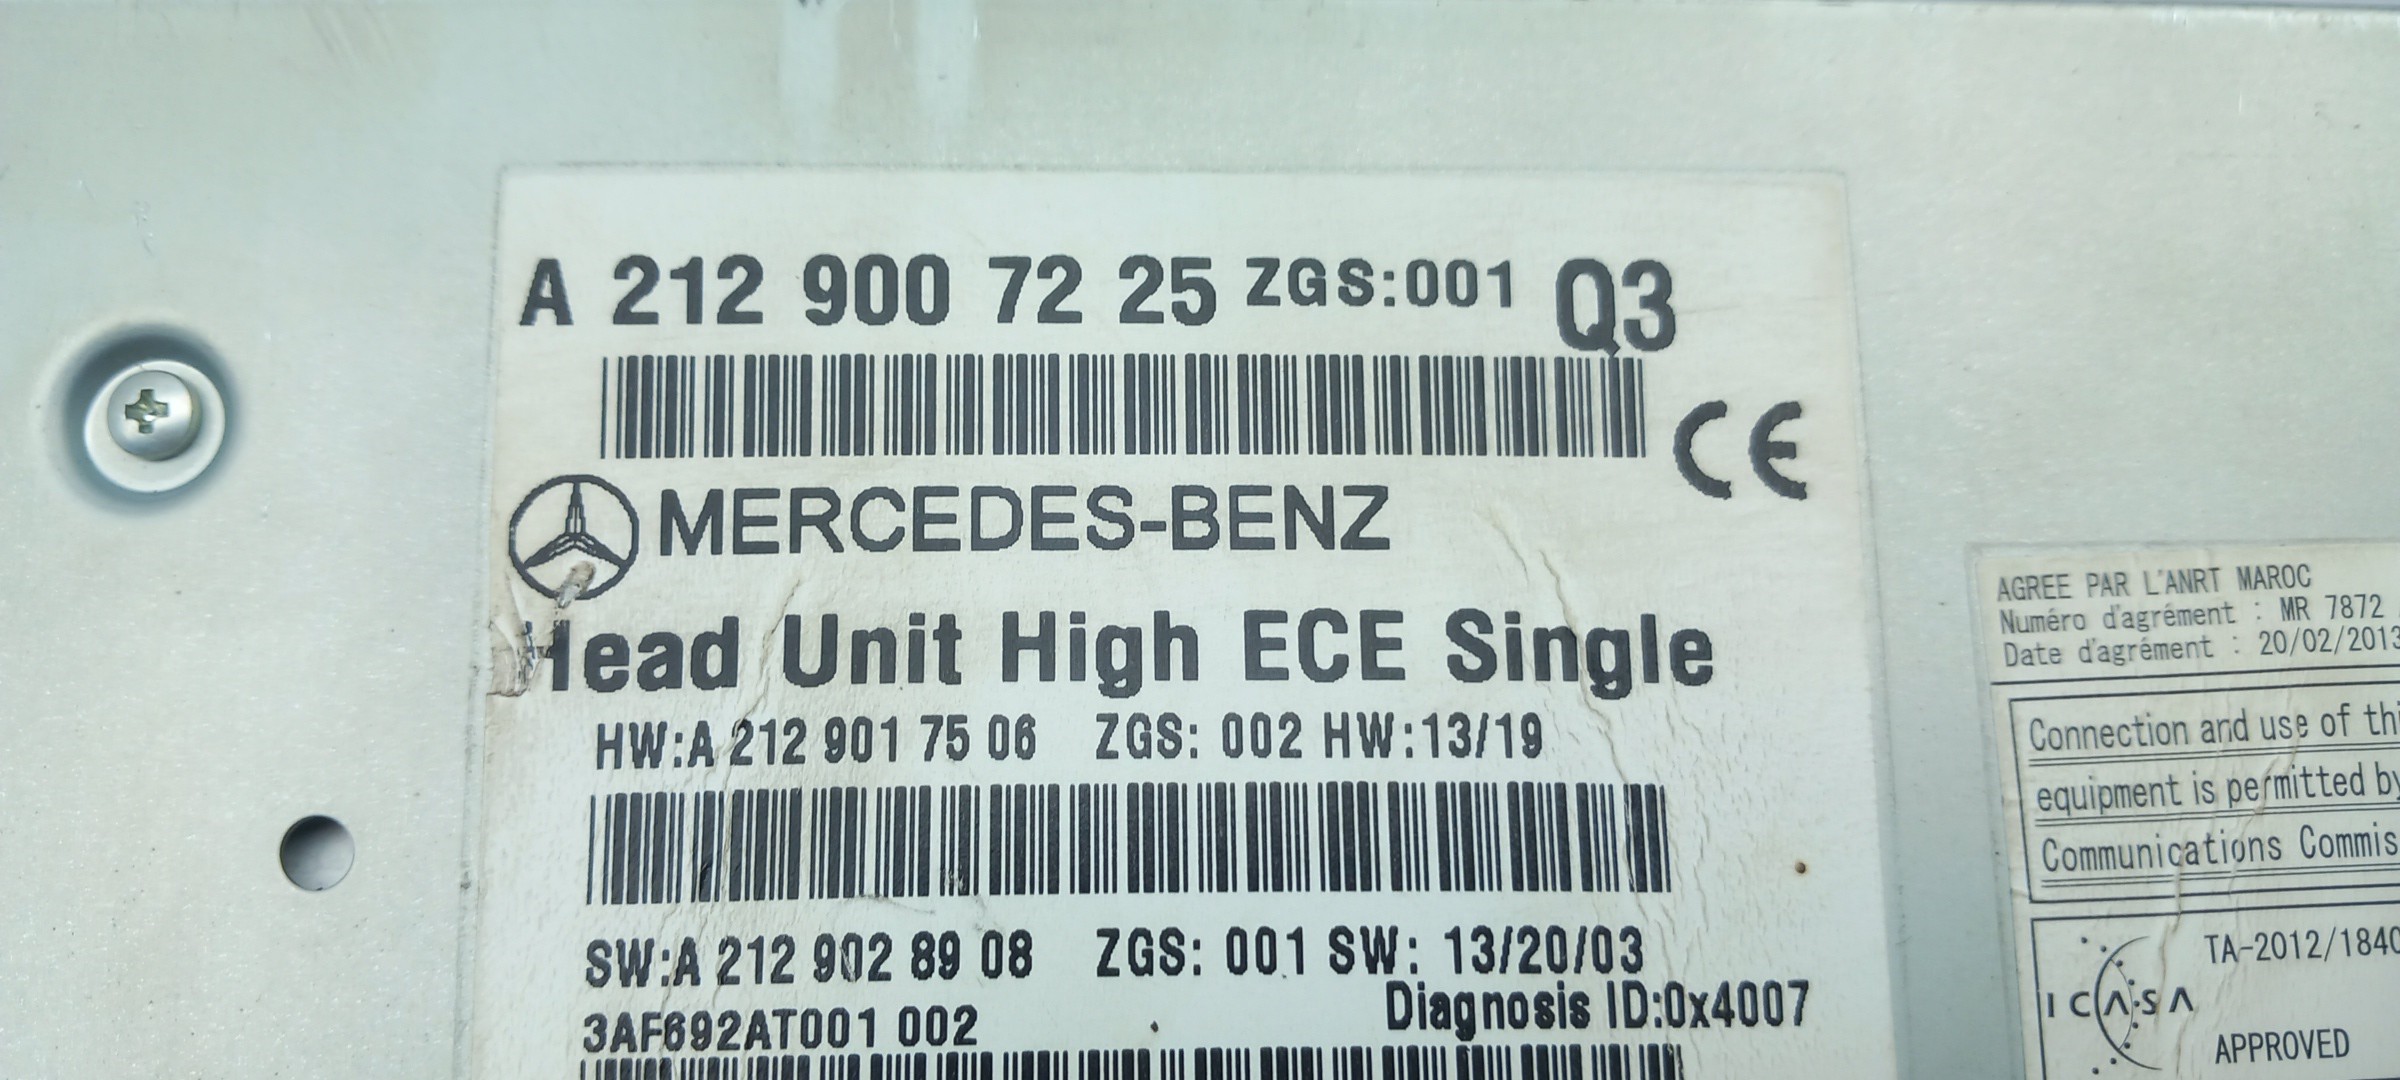 A 212 900 72 25 ZGS:001 Q3
CE
MERCEDES-BENZ
Head Unit High ECE Single
HW:A 212 901 75 06 ZGS: 002 HW:13/19
SW:A 212 902 89 08 ZGS: 001 SW: 13/20/03
Diagnosis ID:0x4007
3AF692AT001 002
AGREE PAR L'ANRT MAROC
Numéro d'agrément : MR 7872
Date d'agrément : 20/02/2013
Connection and use of thi
equipment is permitted by
Communications Commis
TA-2012/1840
ICASA
APPROVED